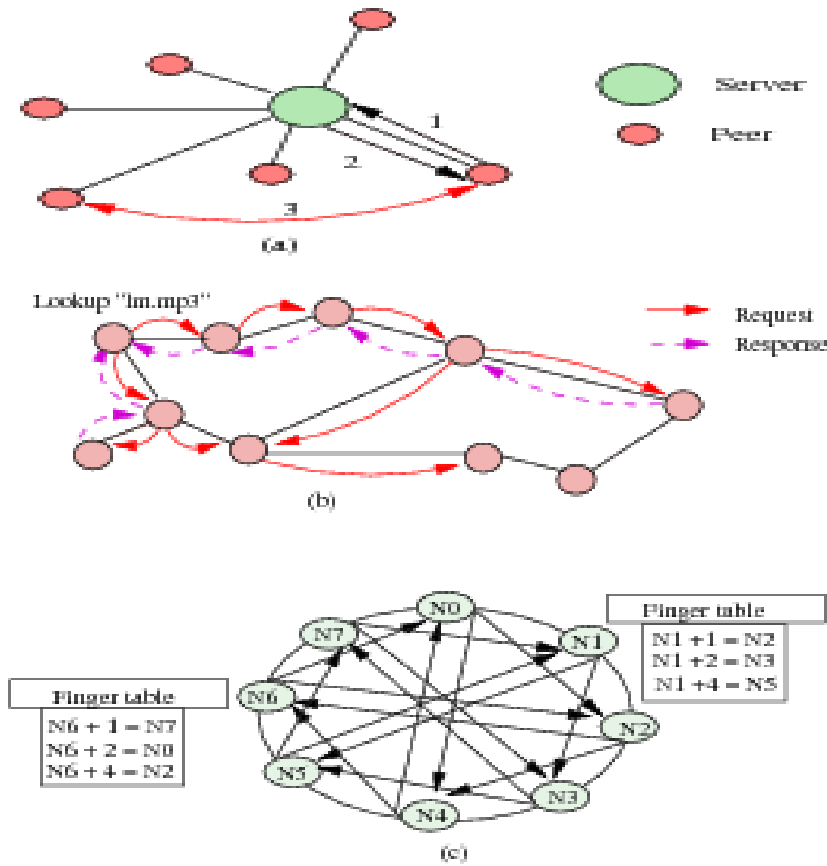 Server
1
Peer
2
3
(a)
Lookup "lm.mp3"
Request
Response
(b)
N0
Finger table
N7
N1
N1 +1 = N2
N1 +2 = N3
N1 +4 = N5
Finger table
N6
N6 + 1 = N7
N6 + 2 = N0
N6 + 4 = N2
N2
N5
N3
N4
(c)